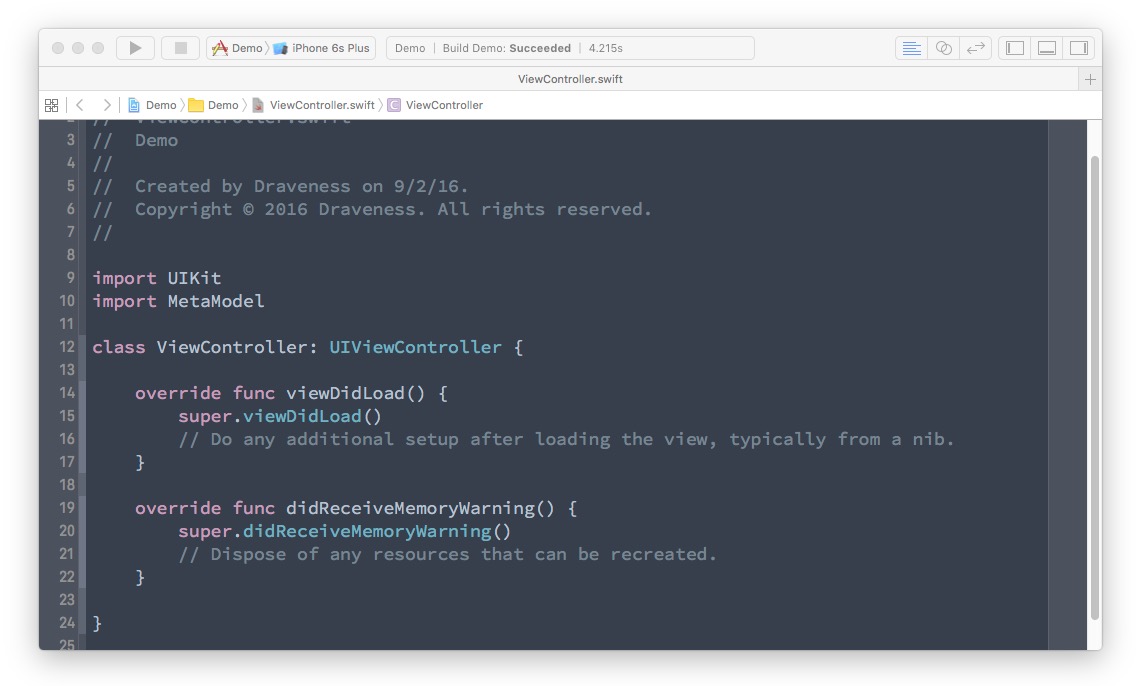 Demo iPhone 6s Plus Demo | Build Demo: Succeeded | 4.215s
ViewController.swift
Demo Demo ViewController.swift C ViewController
2 // ViewController.swift
3 // Demo
4 //
5 // Created by Draveness on 9/2/16.
6 // Copyright © 2016 Draveness. All rights reserved.
7 //
8
9 import UIKit
10 import MetaModel
11
12 class ViewController: UIViewController {
13
14     override func viewDidLoad() {
15         super.viewDidLoad()
16         // Do any additional setup after loading the view, typically from a nib.
17     }
18
19     override func didReceiveMemoryWarning() {
20         super.didReceiveMemoryWarning()
21         // Dispose of any resources that can be recreated.
22     }
23
24 }
25